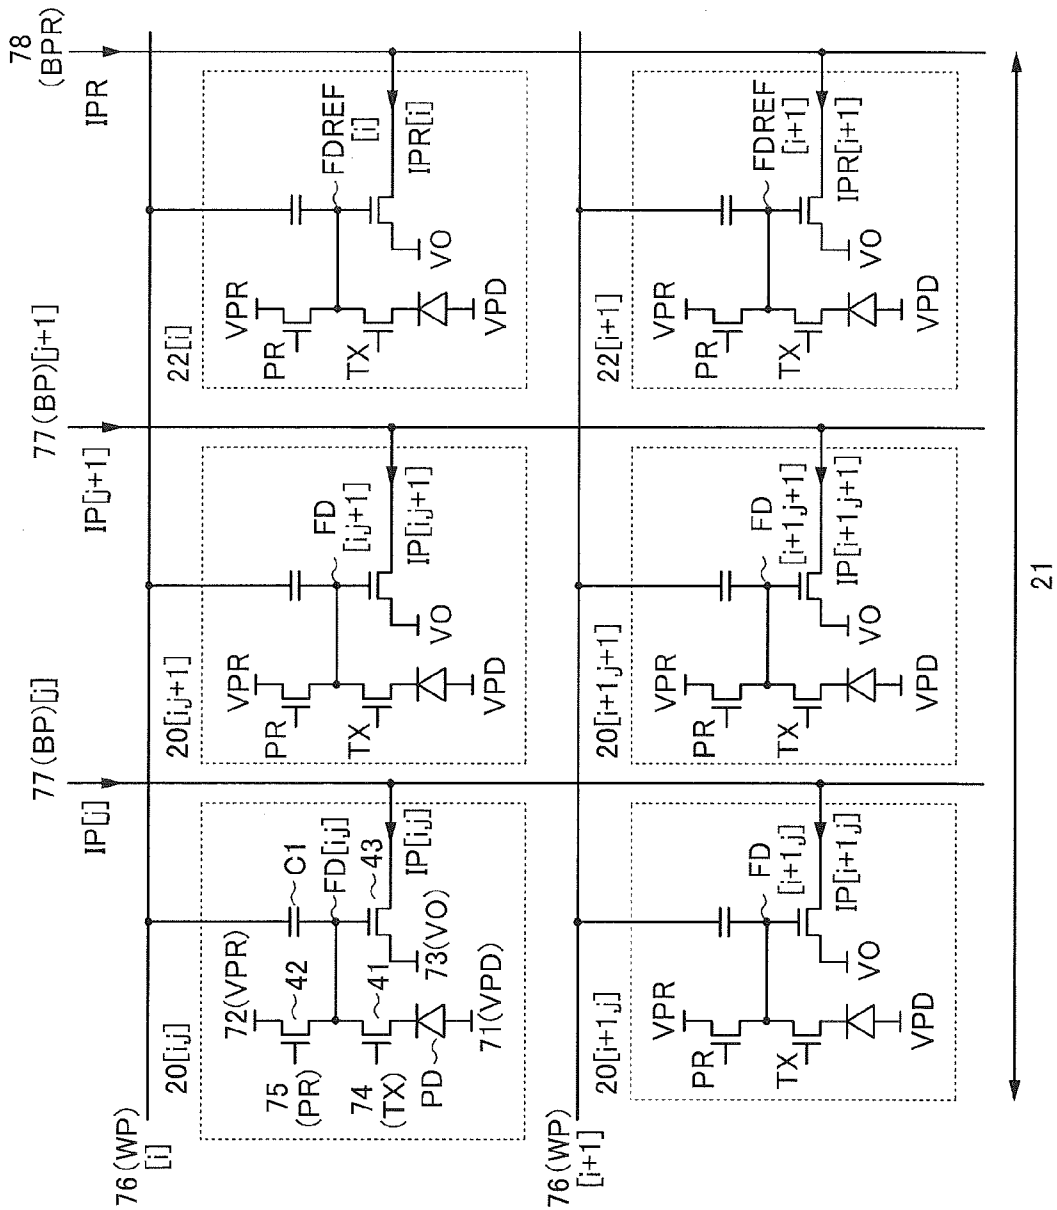 78
(BPR)
IPR
77(BP)[j+1]
IP[j+1]
77(BP)[j]
IP[j]
76(WP)
[i]
20[i,j]
72(VPR)
42
75
(PR)
74
(TX)
41
PD
71(VPD)
C1
FD[i,j]
43
IP[i,j]
73(VO)
20[i,j+1]
VPR
PR
TX
VPD
FD
[i,j+1]
IP[i,j+1]
VO
22[i]
VPR
PR
TX
VPD
FDREF
[i]
IPR[i]
VO
76(WP)
[i+1]
20[i+1,j]
VPR
PR
TX
VPD
FD
[i+1,j]
IP[i+1,j]
VO
20[i+1,j+1]
VPR
PR
TX
VPD
FD
[i+1,j+1]
IP[i+1,j+1]
VO
22[i+1]
VPR
PR
TX
VPD
FDREF
[i+1]
IPR[i+1]
VO
21